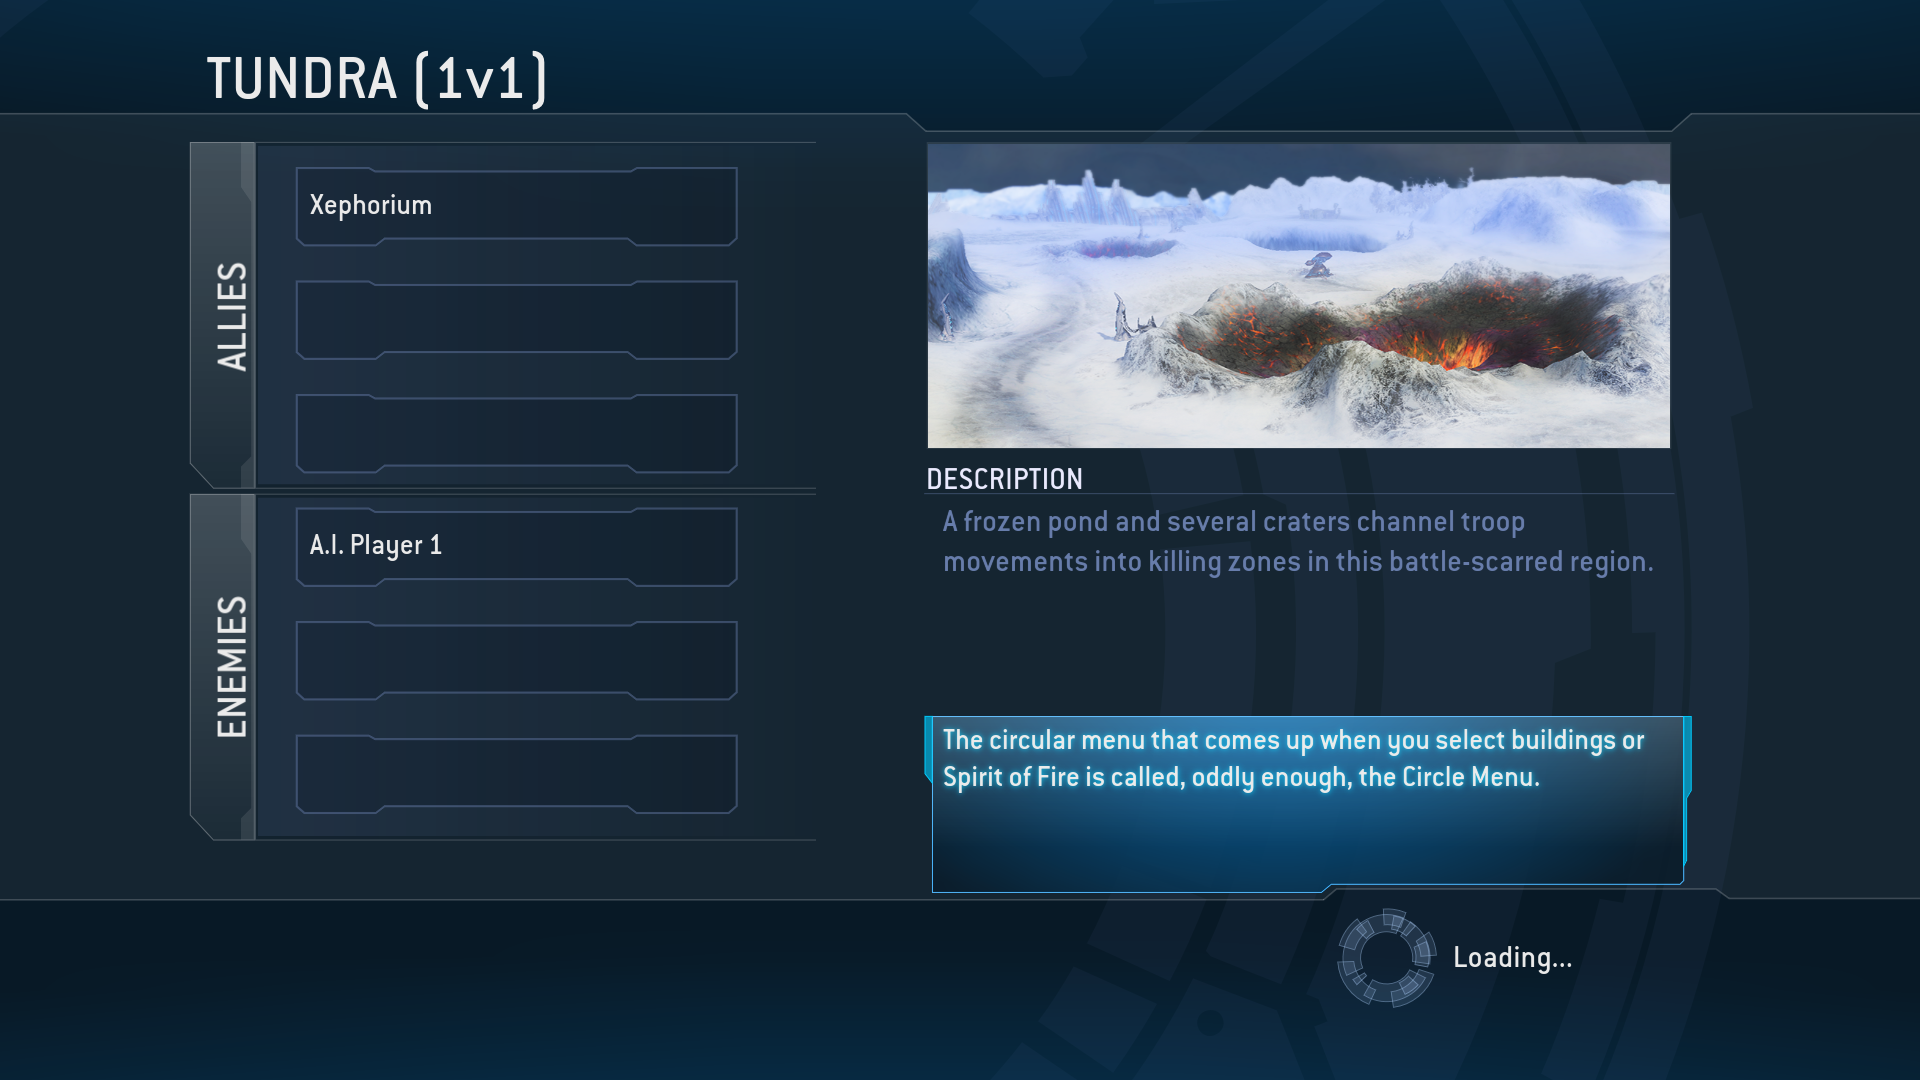 TUNDRA (1v1)
ALLIES
Xephorium
ENEMIES
A.I. Player 1
DESCRIPTION
A frozen pond and several craters channel troop
movements into killing zones in this battle-scarred region.
The circular menu that comes up when you select buildings or
Spirit of Fire is called, oddly enough, the Circle Menu.
Loading...